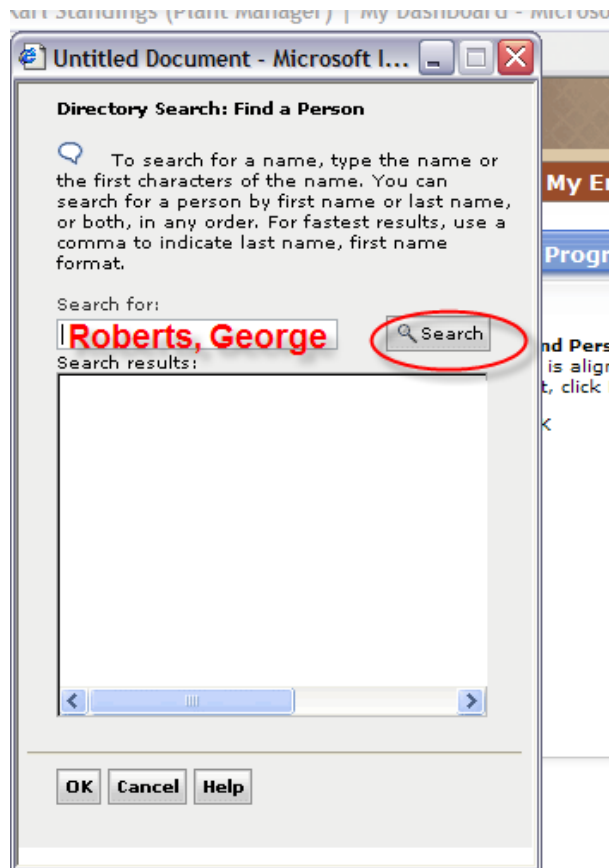 Karl Standings (Plant Manager) | My Dashboard - Microso
Untitled Document - Microsoft I...
Directory Search: Find a Person
To search for a name, type the name or
the first characters of the name. You can
search for a person by first name or last name,
or both, in any order. For fastest results, use a
comma to indicate last name, first name
format.
Search for:
Roberts, George
Search
Search results:
OK Cancel Help
My E
Progr
nd Pers
is align
t, click